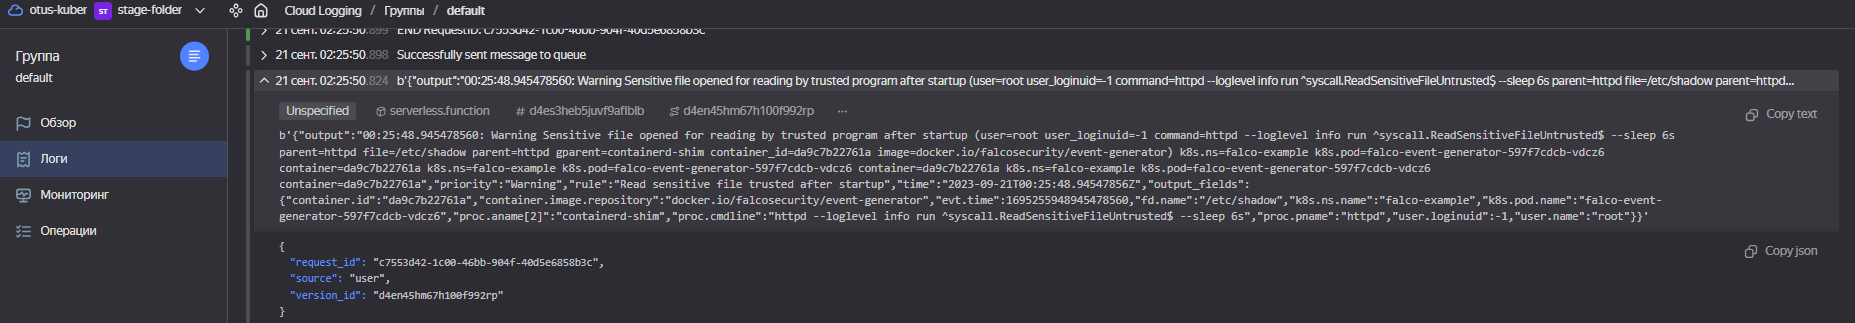 otus-kuber ST stage-folder Cloud Logging / Группы / default
21 сент. 02:25:50.899 END RequestID: c7553d42-1c00-46bb-904f-40d5e6858b3c
Группа
default
21 сент. 02:25:50.898 Successfully sent message to queue
21 сент. 02:25:50.824 b'{"output":"00:25:48.945478560: Warning Sensitive file opened for reading by trusted program after startup (user=root user_loginuid=-1 command=httpd --loglevel info run ^syscall.ReadSensitiveFileUntrusted$ --sleep 6s parent=httpd file=/etc/shadow parent=httpd...
Обзор
Логи
Мониторинг
Операции
Unspecified serverless.function # d4es3heb5juvf9aflblb d4en45hm67h100f992rp ...
Copy text
b'{"output":"00:25:48.945478560: Warning Sensitive file opened for reading by trusted program after startup (user=root user_loginuid=-1 command=httpd --loglevel info run ^syscall.ReadSensitiveFileUntrusted$ --sleep 6s
parent=httpd file=/etc/shadow parent=httpd gparent=containerd-shim container_id=da9c7b22761a image=docker.io/falcosecurity/event-generator) k8s.ns=falco-example k8s.pod=falco-event-generator-597f7cdcb-vdcz6
container=da9c7b22761a k8s.ns=falco-example k8s.pod=falco-event-generator-597f7cdcb-vdcz6 container=da9c7b22761a k8s.ns=falco-example k8s.pod=falco-event-generator-597f7cdcb-vdcz6
container=da9c7b22761a","priority":"Warning","rule":"Read sensitive file trusted after startup","time":"2023-09-21T00:25:48.945478560Z","output_fields":
{"container.id":"da9c7b22761a","container.image.repository":"docker.io/falcosecurity/event-generator","evt.time":1695255948945478560,"fd.name":"/etc/shadow","k8s.ns.name":"falco-example","k8s.pod.name":"falco-event-
generator-597f7cdcb-vdcz6","proc.aname[2]":"containerd-shim","proc.cmdline":"httpd --loglevel info run ^syscall.ReadSensitiveFileUntrusted$ --sleep 6s","proc.pname":"httpd","user.loginuid":-1,"user.name":"root"}}'
{
"request_id": "c7553d42-1c00-46bb-904f-40d5e6858b3c",
"source": "user",
"version_id": "d4en45hm67h100f992rp"
}
Copy json